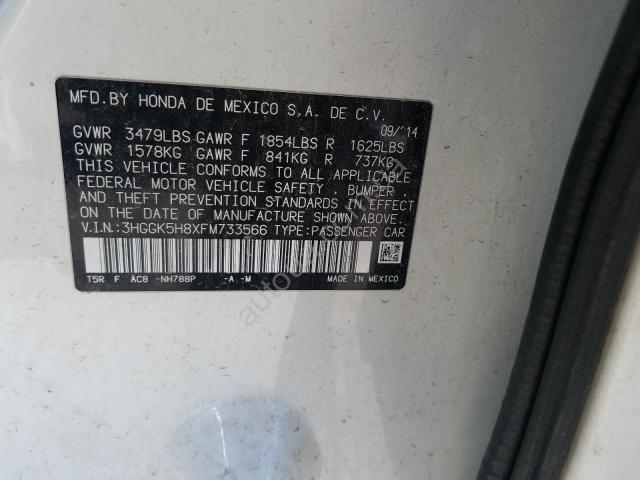 MFD.BY HONDA DE MEXICO S.A. DE C.V.
09/'14
GVWR 3479LBS GAWR F 1854LBS R 1625LBS
GVWR 1578KG GAWR F 841KG R 737KG
THIS VEHICLE CONFORMS TO ALL APPLICABLE
FEDERAL MOTOR VEHICLE SAFETY . BUMPER .
AND THEFT PREVENTION STANDARDS IN EFFECT
ON THE DATE OF MANUFACTURE SHOWN ABOVE.
V.I.N.:3HGGK5H8XFM733566 TYPE:PASSENGER CAR
T5R F AC8 -NH788P -A -M MADE IN MEXICO